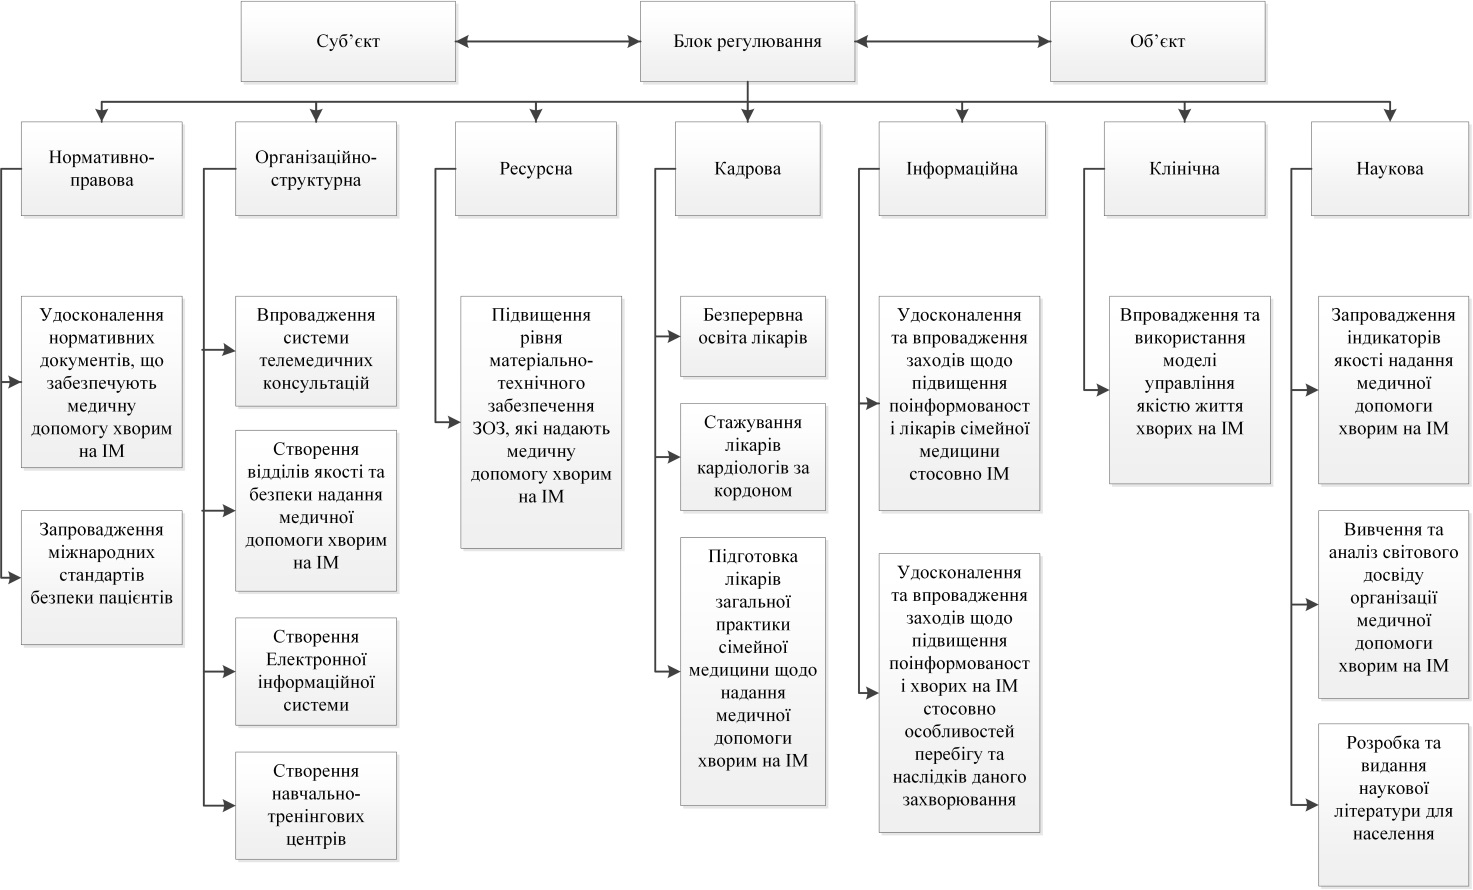 Суб’єкт
Блок регулювання
Об’єкт
Нормативно-
правова
Організаційно-
структурна
Ресурсна
Кадрова
Інформаційна
Клінічна
Наукова
Удосконалення
нормативних
документів, що
забезпечують
медичну
допомогу хворим
на ІМ
Запровадження
міжнародних
стандартів
безпеки пацієнтів
Впровадження
системи
телемедичних
консультацій
Створення
відділів якості та
безпеки надання
медичної
допомоги хворим
на ІМ
Створення
Електронної
інформаційної
системи
Створення
навчально-
тренінгових
центрів
Підвищення
рівня
матеріально-
технічного
забезпечення
ЗОЗ, які надають
медичну
допомогу хворим
на ІМ
Безперервна
освіта лікарів
Стажування
лікарів
кардіологів за
кордоном
Підготовка
лікарів
загальної
практики
сімейної
медицини щодо
надання
медичної
допомоги
хворим на ІМ
Удосконалення
та впровадження
заходів щодо
підвищення
поінформованост
і лікарів сімейної
медицини
стосовно ІМ
Удосконалення
та впровадження
заходів щодо
підвищення
поінформованост
і хворих на ІМ
стосовно
особливостей
перебігу та
наслідків даного
захворювання
Впровадження та
використання
моделі
управління
якістю життя
хворих на ІМ
Запровадження
індикаторів
якості надання
медичної
допомоги
хворим на ІМ
Вивчення та
аналіз світового
досвіду
організації
медичної
допомоги
хворим на ІМ
Розробка та
видання
наукової
літератури для
населення